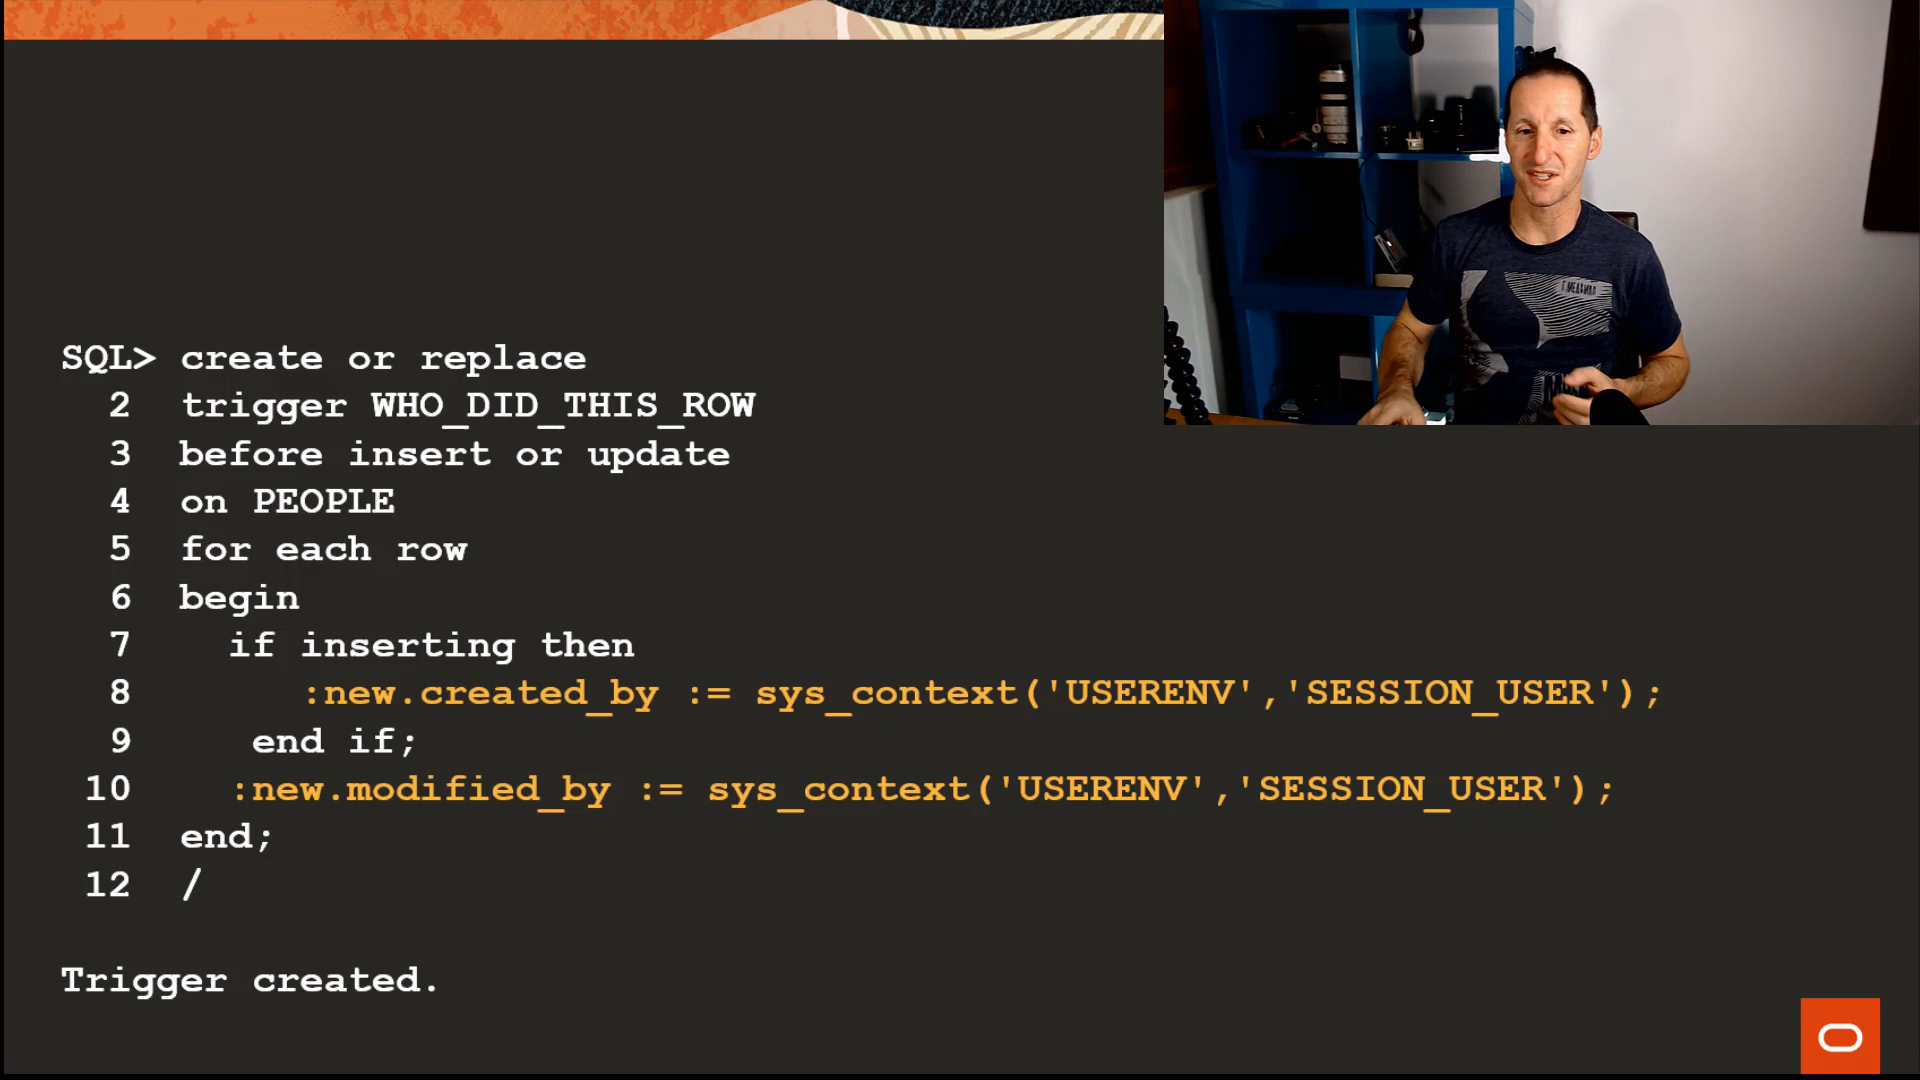 SQL> create or replace
2 trigger WHO_DID_THIS_ROW
3 before insert or update
4 on PEOPLE
5 for each row
6 begin
7 if inserting then
8 :new.created_by := sys_context('USERENV','SESSION_USER');
9 end if;
10 :new.modified_by := sys_context('USERENV','SESSION_USER');
11 end;
12 /
Trigger created.